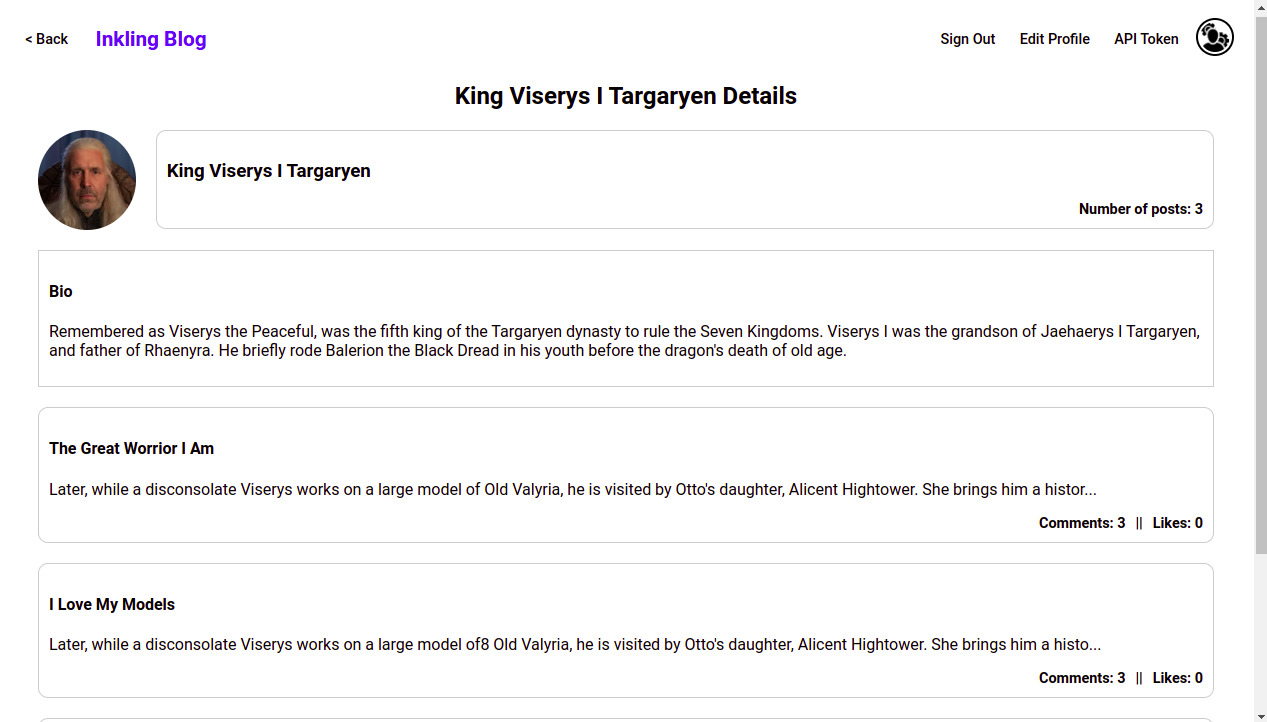 < Back Inkling Blog Sign Out Edit Profile API Token
King Viserys I Targaryen Details
King Viserys I Targaryen
Number of posts: 3
Bio
Remembered as Viserys the Peaceful, was the fifth king of the Targaryen dynasty to rule the Seven Kingdoms. Viserys I was the grandson of Jaehaerys I Targaryen,
and father of Rhaenyra. He briefly rode Balerion the Black Dread in his youth before the dragon's death of old age.
The Great Worrior I Am
Later, while a disconsolate Viserys works on a large model of Old Valyria, he is visited by Otto's daughter, Alicent Hightower. She brings him a histor...
Comments: 3 || Likes: 0
I Love My Models
Later, while a disconsolate Viserys works on a large model of8 Old Valyria, he is visited by Otto's daughter, Alicent Hightower. She brings him a histo...
Comments: 3 || Likes: 0